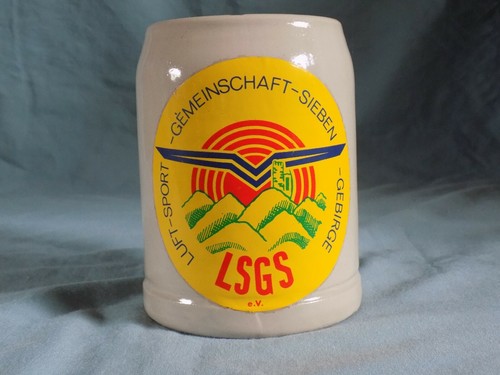 LUFT-SPORT-GEMEINSCHAFT-SIEBEN-GEBIRGE
LSGS
e.V.